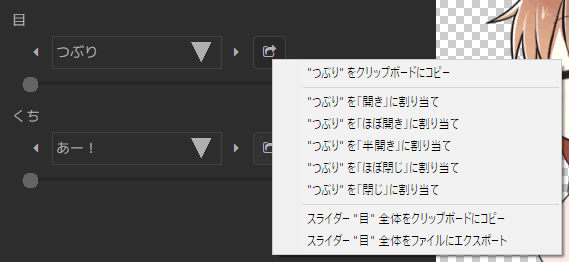 目
つぶり
くち
あー！
"つぶり" をクリップボードにコピー
"つぶり" を「開き」に割り当て
"つぶり" を「ほぼ開き」に割り当て
"つぶり" を「半開き」に割り当て
"つぶり" を「ほぼ閉じ」に割り当て
"つぶり" を「閉じ」に割り当て
スライダー "目" 全体をクリップボードにコピー
スライダー "目" 全体をファイルにエクスポート